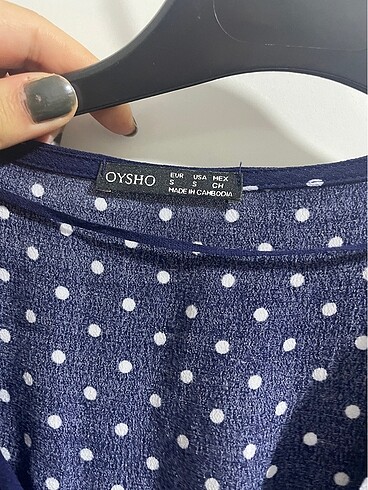 OYSHO
EUR USA MEX
S S CH
MADE IN CAMBODIA